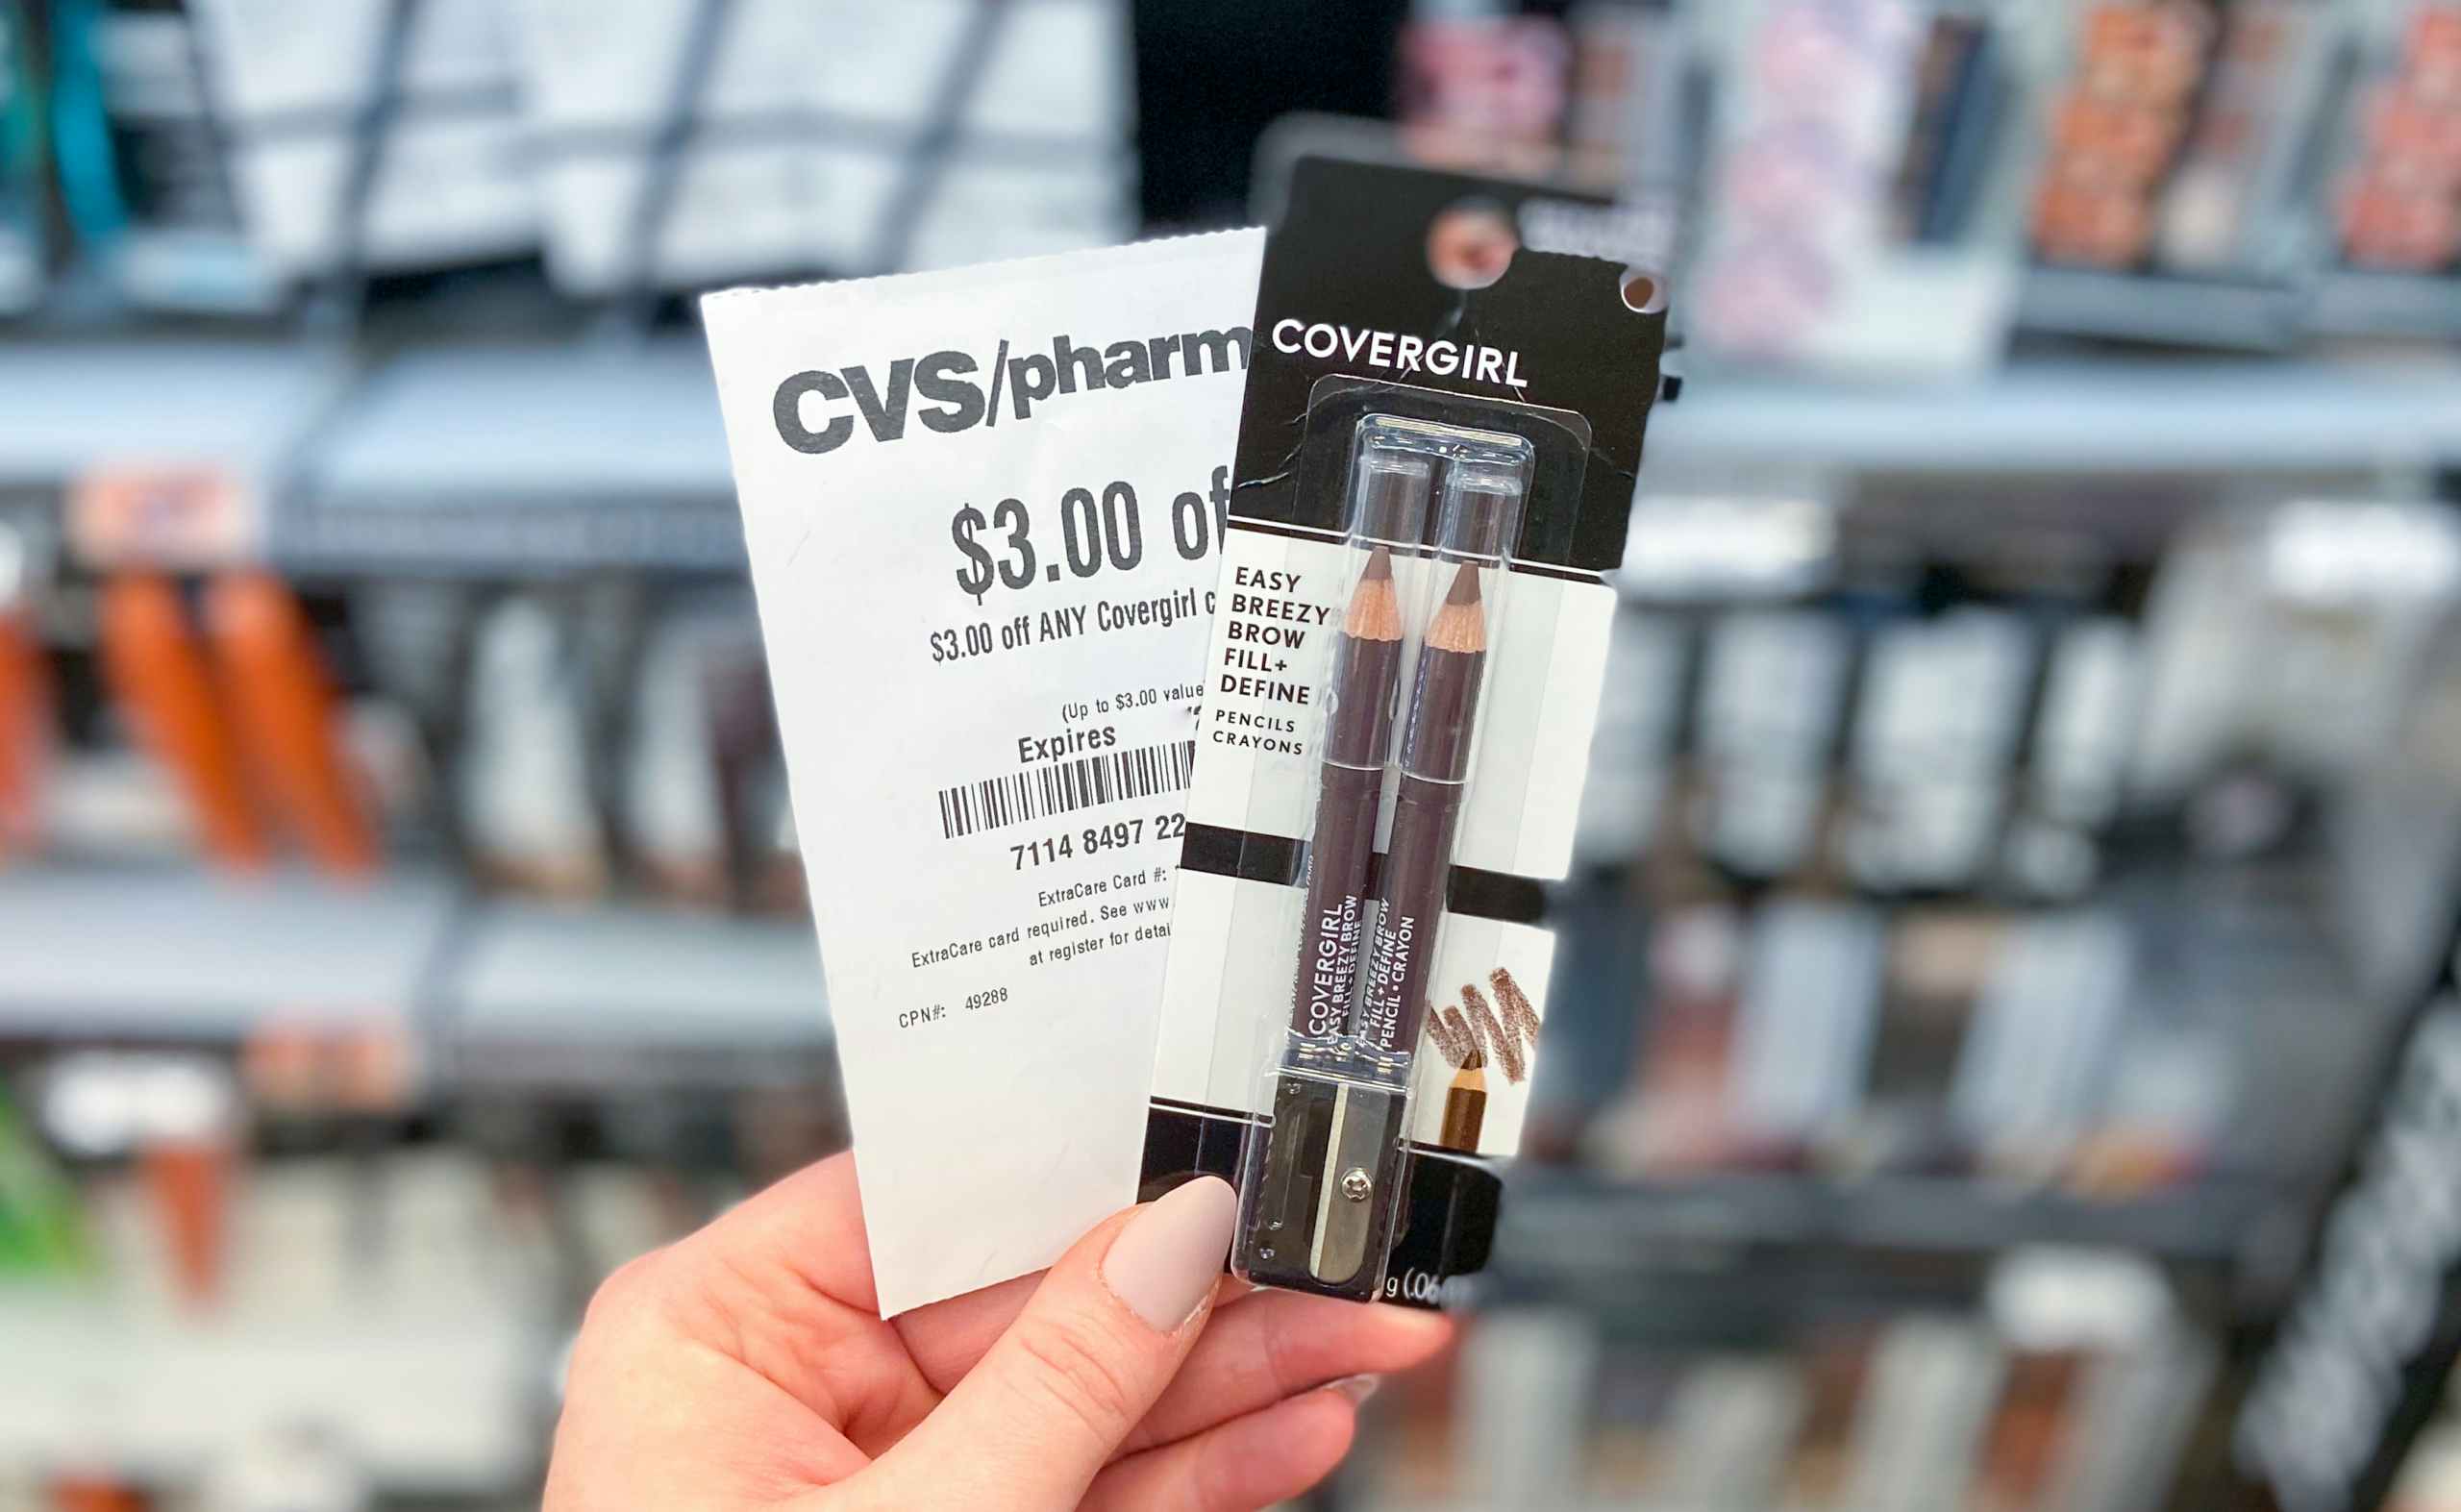 CVS/pharm
$3.00 of
$3.00 off ANY Covergirl c
(Up to $3.00 value
Expires
7114 8497 22
ExtraCare Card #:
ExtraCare card required. See www
at register for detai
CPN#: 49288
COVERGIRL
EASY
BREEZY
BROW
FILL+
DEFINE
PENCILS
CRAYONS
COVERGIRL
EASY BREEZY BROW
FILL + DEFINE
EASY BREEZY BROW
FILL + DEFINE
PENCIL • CRAYON
g (.06